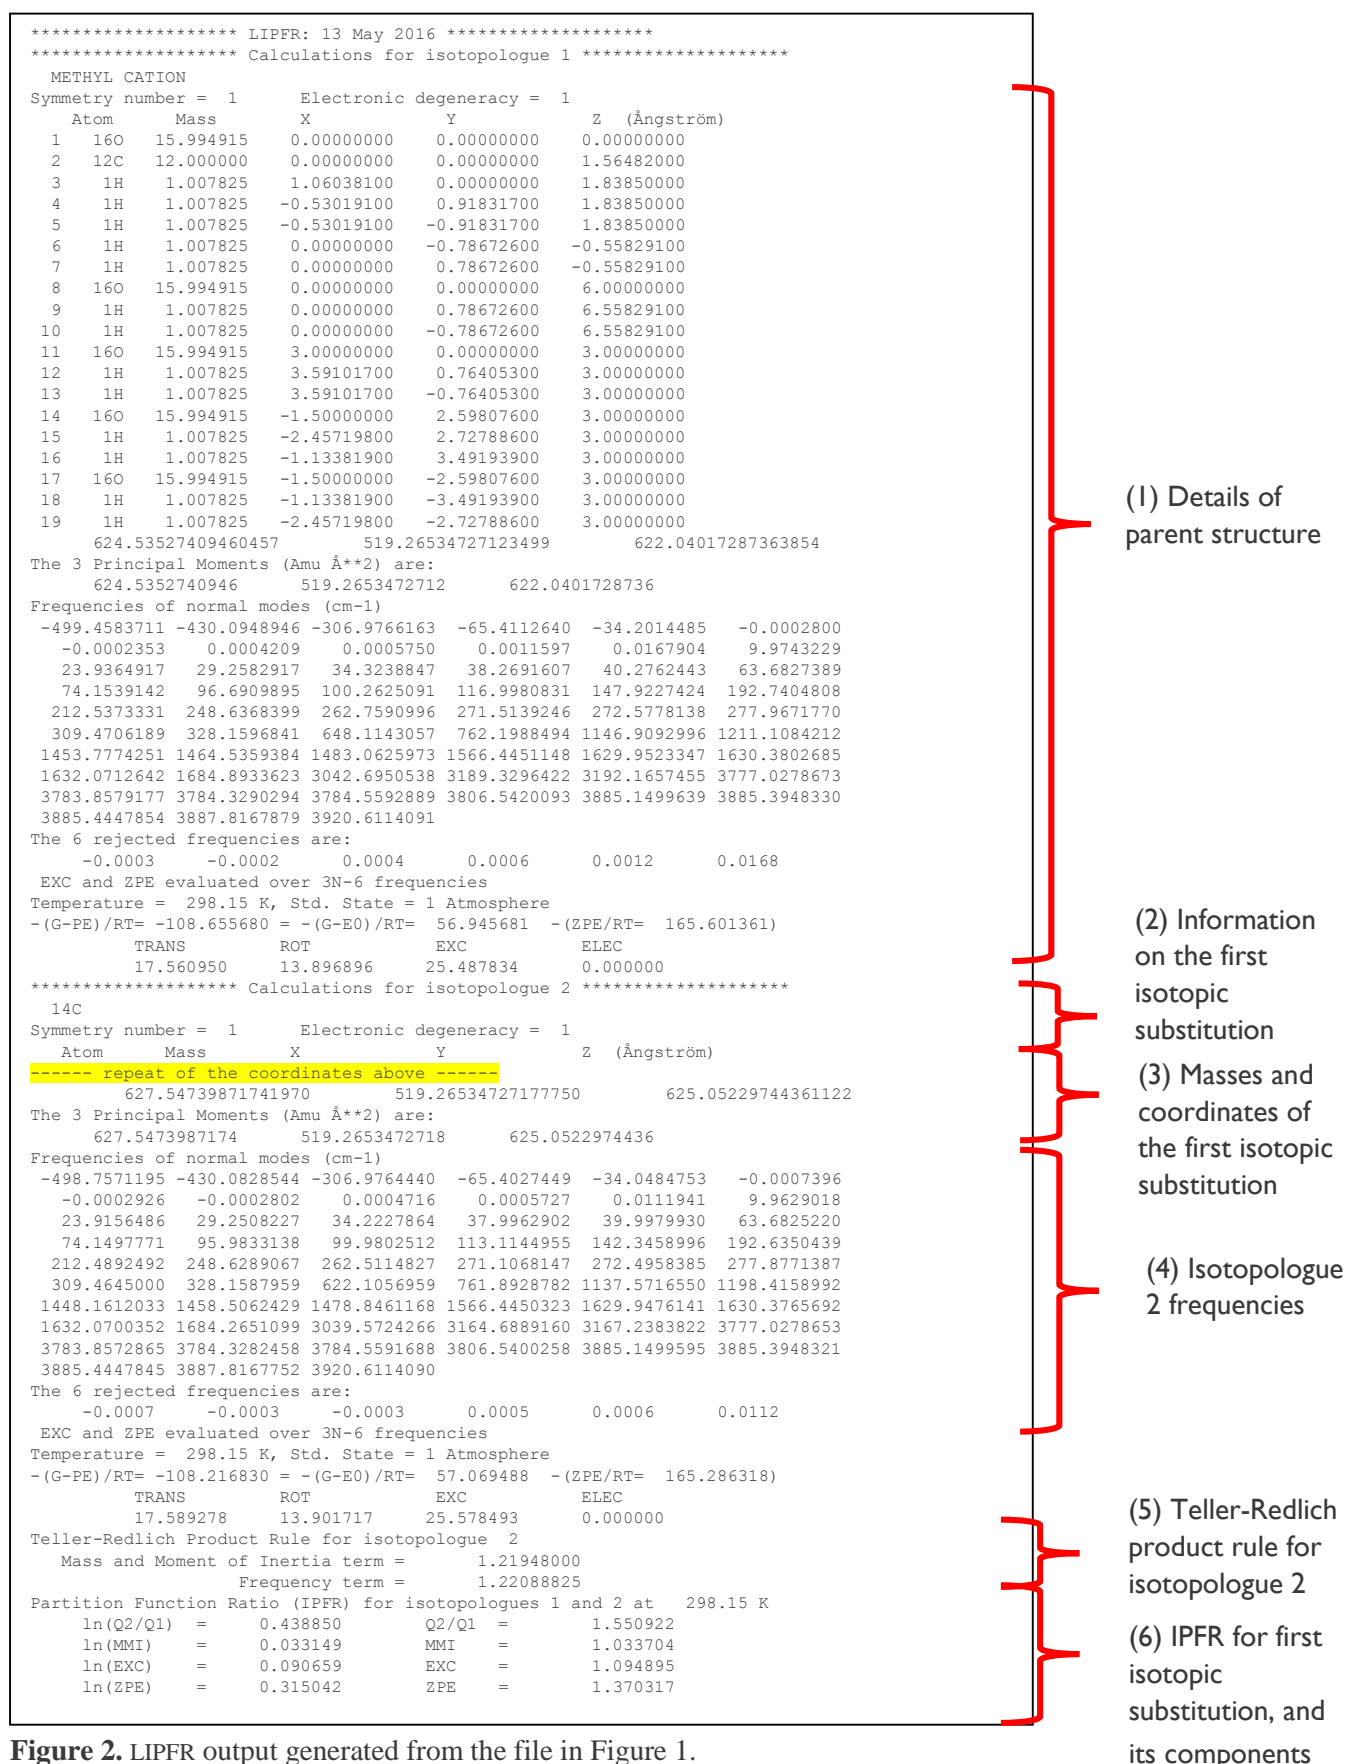 ******************** LIPFR: 13 May 2016 ********************
******************** Calculations for isotopologue 1 ********************
METHYL CATION
Symmetry number =  1      Electronic degeneracy =  1
Atom      Mass        X             Y             Z  (Ångström)
1   16O   15.994915    0.00000000    0.00000000    0.00000000
2   12C   12.000000    0.00000000    0.00000000    1.56482000
3    1H    1.007825    1.06038100    0.00000000    1.83850000
4    1H    1.007825   -0.53019100    0.91831700    1.83850000
5    1H    1.007825   -0.53019100   -0.91831700    1.83850000
6    1H    1.007825    0.00000000   -0.78672600   -0.55829100
7    1H    1.007825    0.00000000    0.78672600   -0.55829100
8   16O   15.994915    0.00000000    0.00000000    6.00000000
9    1H    1.007825    0.00000000    0.78672600    6.55829100
10    1H    1.007825    0.00000000   -0.78672600    6.55829100
11   16O   15.994915    3.00000000    0.00000000    3.00000000
12    1H    1.007825    3.59101700    0.76405300    3.00000000
13    1H    1.007825    3.59101700   -0.76405300    3.00000000
14   16O   15.994915   -1.50000000    2.59807600    3.00000000
15    1H    1.007825   -2.45719800    2.72788600    3.00000000
16    1H    1.007825   -1.13381900    3.49193900    3.00000000
17   16O   15.994915   -1.50000000   -2.59807600    3.00000000
18    1H    1.007825   -1.13381900   -3.49193900    3.00000000
19    1H    1.007825   -2.45719800   -2.72788600    3.00000000
624.53527409460457        519.26534727123499        622.04017287363854
The 3 Principal Moments (Amu Å**2) are:
624.5352740946     519.2653472712      622.0401728736
Frequencies of normal modes (cm-1)
-499.4583711 -430.0948946 -306.9766163  -65.4112640  -34.2014485   -0.0002800
-0.0002353    0.0004209    0.0005750    0.0011597    0.0167904    9.9743229
23.9364917   29.2582917   34.3238847   38.2691607   40.2762443   63.6827389
74.1539142   96.6909895  100.2625091  116.9980831  147.9227424  192.7404808
212.5373331  248.6368399  262.7590996  271.5139246  272.5778138  277.9671770
309.4706189  328.1596841  648.1143057  762.1988494 1146.9092996 1211.1084212
1453.7774251 1464.5359384 1483.0625973 1566.4451148 1629.9523347 1630.3802685
1632.0712642 1684.8933623 3042.6950538 3189.3296422 3192.1657455 3777.0278673
3783.8579177 3784.3290294 3784.5592889 3806.5420093 3885.1499639 3885.3948330
3885.4447854 3887.8167879 3920.6114091
The 6 rejected frequencies are:
-0.0003     -0.0002      0.0004      0.0006      0.0012      0.0168
EXC and ZPE evaluated over 3N-6 frequencies
Temperature =  298.15 K, Std. State = 1 Atmosphere
-(G-PE)/RT= -108.655680 = -(G-E0)/RT=  56.945681  -(ZPE/RT=  165.601361)
TRANS         ROT            EXC           ELEC
17.560950     13.896896      25.487834      0.000000
******************** Calculations for isotopologue 2 ********************
14C
Symmetry number =  1      Electronic degeneracy =  1
Atom      Mass        X             Y             Z  (Ångström)
------ repeat of the coordinates above ------
627.54739871741970        519.26534727177750        625.05229744361122
The 3 Principal Moments (Amu Å**2) are:
627.5473987174     519.2653472718      625.0522974436
Frequencies of normal modes (cm-1)
-498.7571195 -430.0828544 -306.9764440  -65.4027449  -34.0484753   -0.0007396
-0.0002926   -0.0002802    0.0004716    0.0005727    0.0111941    9.9629018
23.9156486   29.2508227   34.2227864   37.9962902   39.9979930   63.6825220
74.1497771   95.9833138   99.9802512  113.1144955  142.3458996  192.6350439
212.4892492  248.6289067  262.5114827  271.1068147  272.4958385  277.8771387
309.4645000  328.1587959  622.1056959  761.8928782 1137.5716550 1198.4158992
1448.1612033 1458.5062429 1478.8461168 1566.4450323 1629.9476141 1630.3765692
1632.0700352 1684.2651099 3039.5724266 3164.6889160 3167.2383822 3777.0278653
3783.8572865 3784.3282458 3784.5591688 3806.5400258 3885.1499595 3885.3948321
3885.4447845 3887.8167752 3920.6114090
The 6 rejected frequencies are:
-0.0007     -0.0003     -0.0003      0.0005      0.0006      0.0112
EXC and ZPE evaluated over 3N-6 frequencies
Temperature =  298.15 K, Std. State = 1 Atmosphere
-(G-PE)/RT= -108.216830 = -(G-E0)/RT=  57.069488  -(ZPE/RT=  165.286318)
TRANS         ROT            EXC           ELEC
17.589278     13.901717      25.578493      0.000000
Teller-Redlich Product Rule for isotopologue  2
Mass and Moment of Inertia term =       1.21948000
Frequency term =       1.22088825
Partition Function Ratio (IPFR) for isotopologues 1 and 2 at   298.15 K
ln(Q2/Q1)  =    0.438850     Q2/Q1  =        1.550922
ln(MMI)    =    0.033149     MMI    =        1.033704
ln(EXC)    =    0.090659     EXC    =        1.094895
ln(ZPE)    =    0.315042     ZPE    =        1.370317
(1) Details of
parent structure
(2) Information
on the first
isotopic
substitution
(3) Masses and
coordinates of
the first isotopic
substitution
(4) Isotopologue
2 frequencies
(5) Teller-Redlich
product rule for
isotopologue 2
(6) IPFR for first
isotopic
substitution, and
its components
Figure 2. LIPFR output generated from the file in Figure 1.